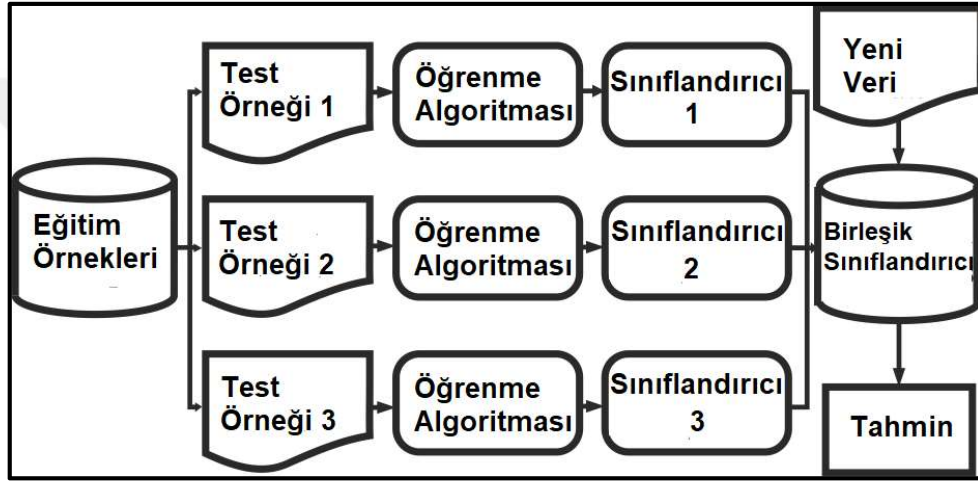 Eğitim
Örnekleri
Test
Örneği 1
Öğrenme
Algoritması
Sınıflandırıcı
1
Test
Örneği 2
Öğrenme
Algoritması
Sınıflandırıcı
2
Test
Örneği 3
Öğrenme
Algoritması
Sınıflandırıcı
3
Yeni
Veri
Birleşik
Sınıflandırıcı
Tahmin